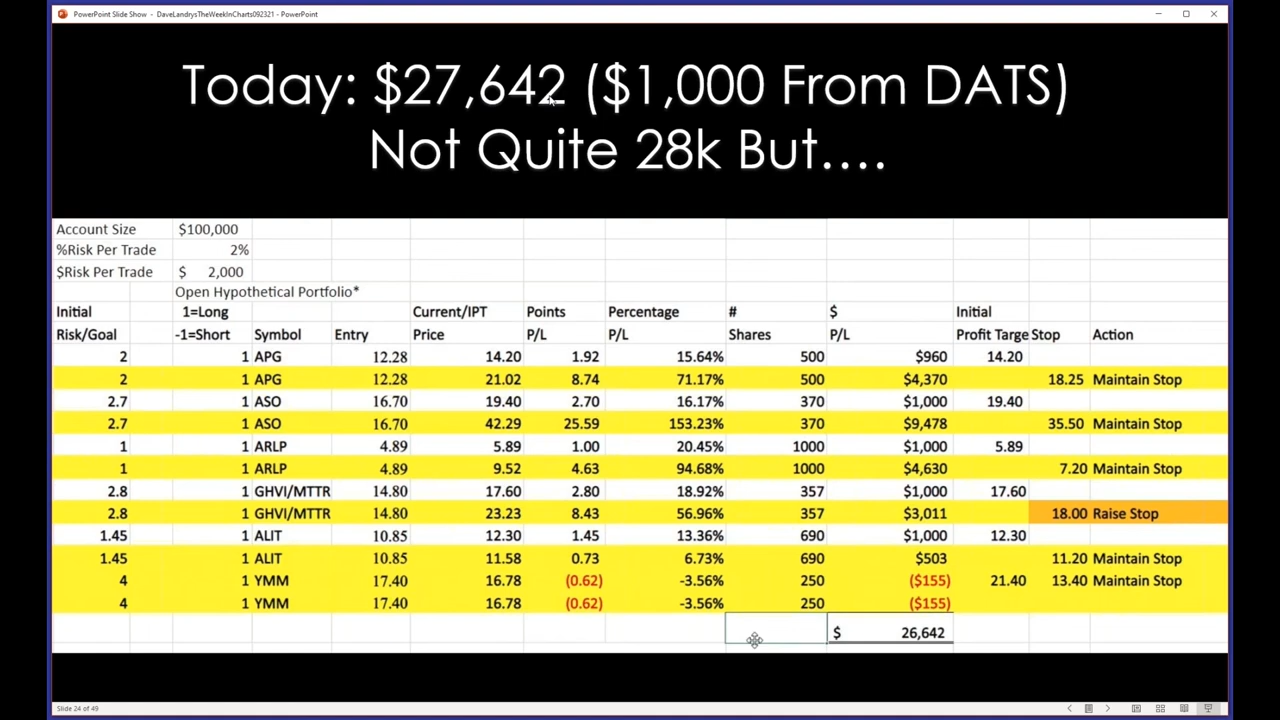 PowerPoint Slide Show - DaveLandrysTheWeekInCharts092321 - PowerPoint
Today: $27,642 ($1,000 From DATS)
Not Quite 28k But....
Account Size $100,000
%Risk Per Trade 2%
$Risk Per Trade $ 2,000
Open Hypothetical Portfolio*
Initial 1=Long Current/IPT Points Percentage # $ Initial
Risk/Goal -1=Short Symbol Entry Price P/L P/L Shares P/L Profit Targe Stop Action
2 1 APG 12.28 14.20 1.92 15.64% 500 $960 14.20
2 1 APG 12.28 21.02 8.74 71.17% 500 $4,370 18.25 Maintain Stop
2.7 1 ASO 16.70 19.40 2.70 16.17% 370 $1,000 19.40
2.7 1 ASO 16.70 42.29 25.59 153.23% 370 $9,478 35.50 Maintain Stop
1 1 ARLP 4.89 5.89 1.00 20.45% 1000 $1,000 5.89
1 1 ARLP 4.89 9.52 4.63 94.68% 1000 $4,630 7.20 Maintain Stop
2.8 1 GHVI/MTTR 14.80 17.60 2.80 18.92% 357 $1,000 17.60
2.8 1 GHVI/MTTR 14.80 23.23 8.43 56.96% 357 $3,011 18.00 Raise Stop
1.45 1 ALIT 10.85 12.30 1.45 13.36% 690 $1,000 12.30
1.45 1 ALIT 10.85 11.58 0.73 6.73% 690 $503 11.20 Maintain Stop
4 1 YMM 17.40 16.78 (0.62) -3.56% 250 ($155) 21.40 13.40 Maintain Stop
4 1 YMM 17.40 16.78 (0.62) -3.56% 250 ($155)
$ 26,642
Slide 24 of 49